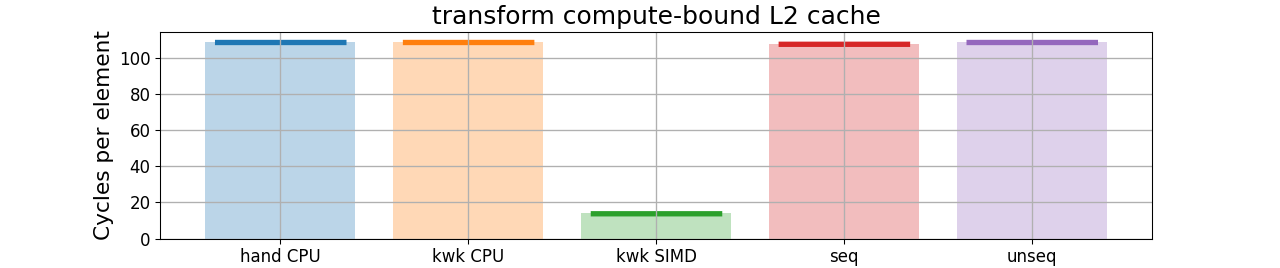 transform compute-bound L2 cache
Cycles per element
100
80
60
40
20
0
hand CPU
kwk CPU
kwk SIMD
seq
unseq